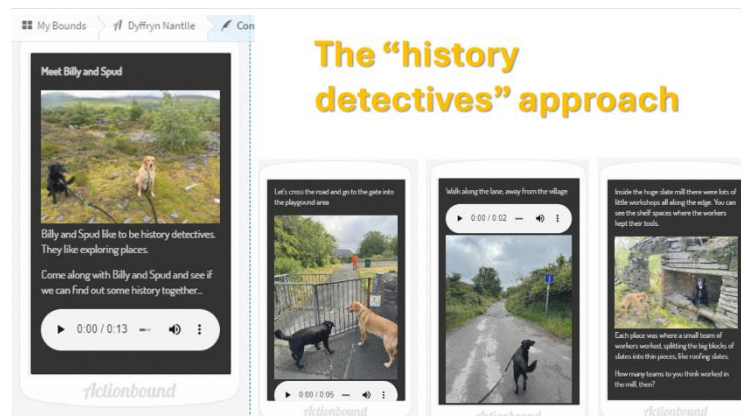 My Bounds
Dyffryn Nantlle
Con
The “history
detectives” approach
Meet Billy and Spud
Billy and Spud like to be history detectives.
They like exploring places.
Come along with Billy and Spud and see if
we can find out some history together...
0:00 / 0:13
Actionbound
Let's cross the road and go to the gate into
the playgound area
0:00 / 0:05
Actionbound
Walk along the lane, away from the village
0:00 / 0:02
Actionbound
Inside the huge slate mill there were lots of
little workshops all along the edge. You can
see the shelf spaces where the workers
kept their tools.
Each place was where a small team of
workers worked, splitting the big blocks of
slates into thin pieces, like roofing slates.
How many teams to you think worked in
the mill, then?
Actionbound